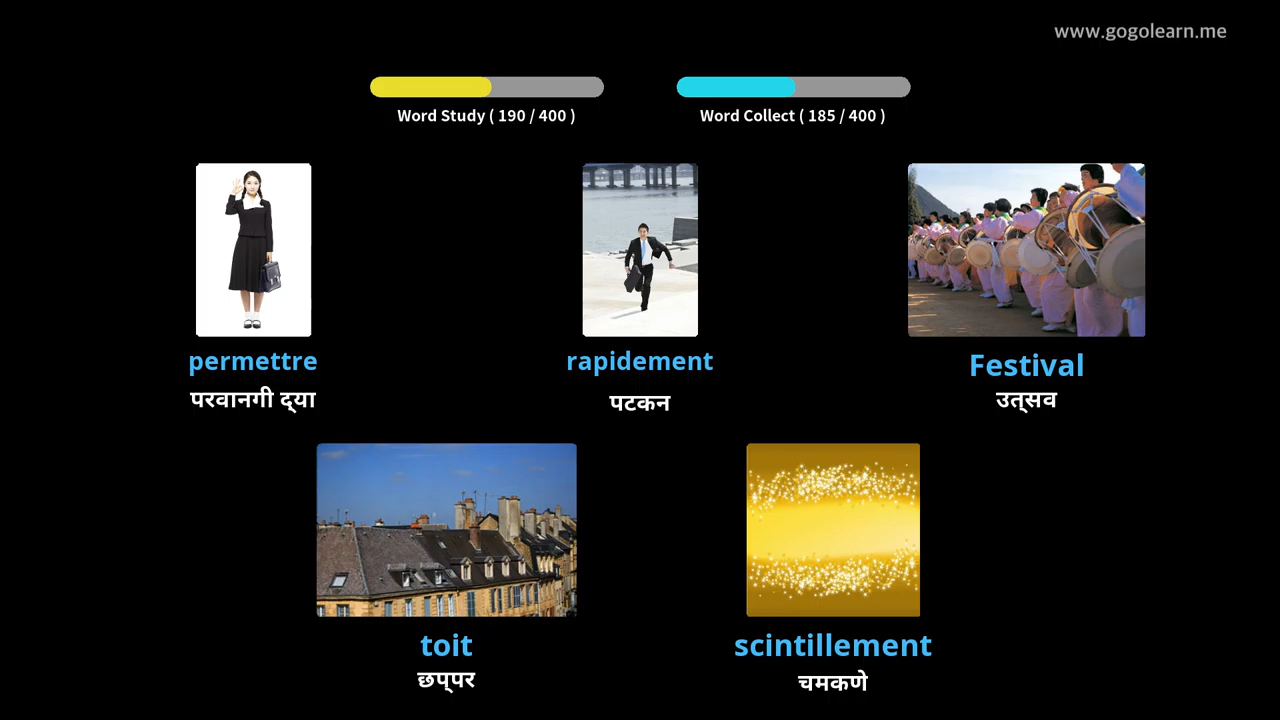 www.gogolearn.me
Word Study ( 190 / 400 )
Word Collect ( 185 / 400 )
permettre
परवानगी द्या
rapidement
पटकन
Festival
उत्सव
toit
छप्पर
scintillement
चमकणे